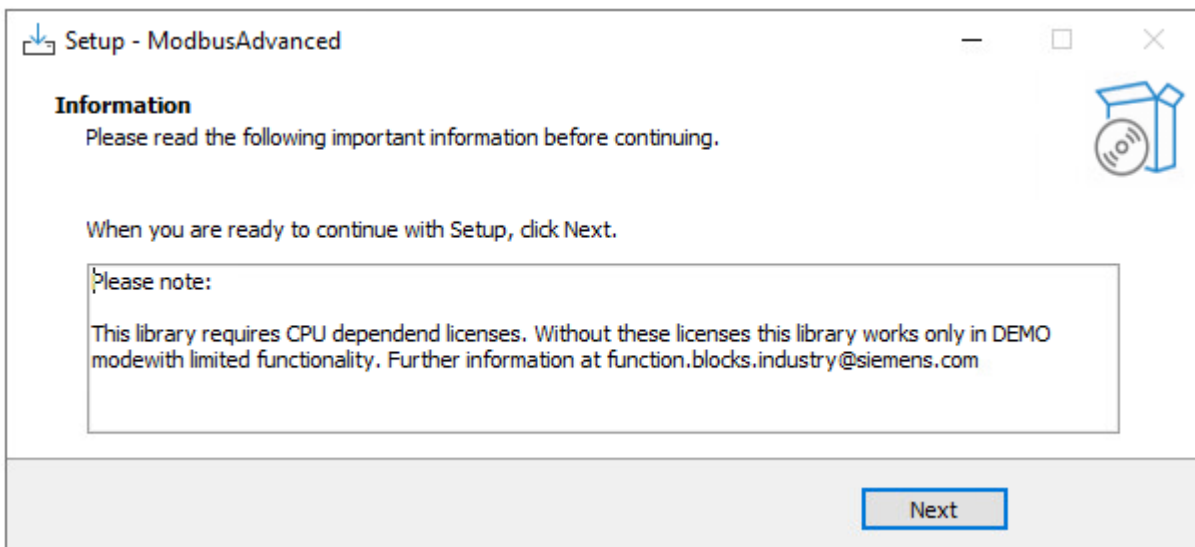 Setup - ModbusAdvanced
Information
Please read the following important information before continuing.
When you are ready to continue with Setup, click Next.
Please note:
This library requires CPU dependend licenses. Without these licenses this library works only in DEMO
modewith limited functionality. Further information at function.blocks.industry@siemens.com
Next